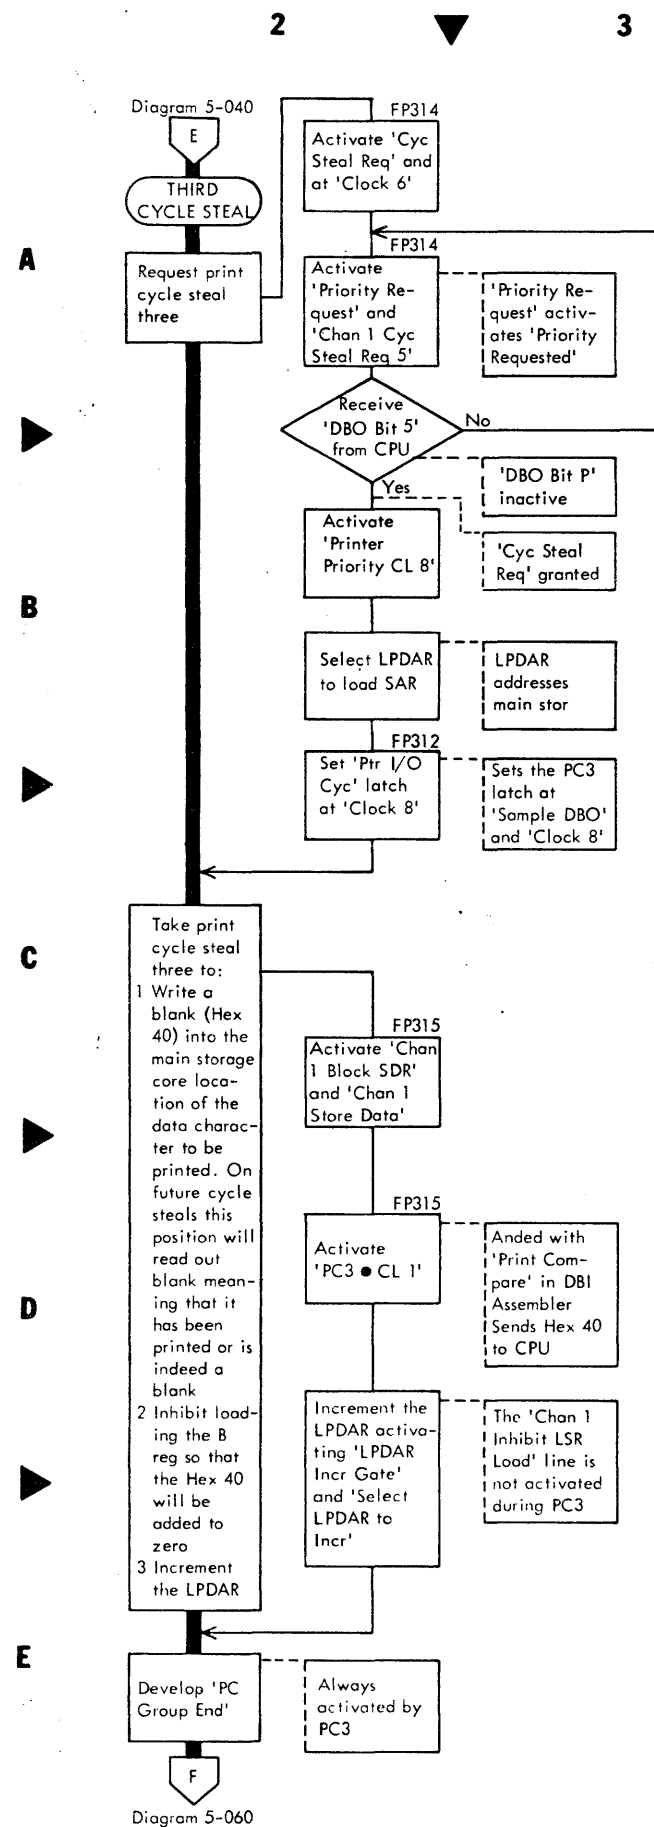 2
3
Diagram 5-040
E
THIRD
CYCLE STEAL
A
Request print
cycle steal
three
FP314
Activate 'Cyc
Steal Req' and
at 'Clock 6'
FP314
Activate
'Priority Re-
quest' and
'Chan 1 Cyc
Steal Req 5'
'Priority Re-
quest' activ-
ates 'Priority
Requested'
Receive
'DBO Bit 5'
from CPU
No
Yes
'DBO Bit P'
inactive
Activate
'Printer
Priority CL 8'
'Cyc Steal
Req' granted
B
Select LPDAR
to load SAR
LPDAR
addresses
main stor
FP312
Set 'Ptr I/O
Cyc' latch
at 'Clock 8'
Sets the PC3
latch at
'Sample DBO'
and 'Clock 8'
C
Take print
cycle steal
three to:
1 Write a
blank (Hex
40) into the
main storage
core loca-
tion of the
data charac-
ter to be
printed. On
future cycle
steals this
position will
read out
blank mean-
ing that it
has been
printed or is
indeed a
blank
2 Inhibit load-
ing the B
reg so that
the Hex 40
will be
added to
zero
3 Increment
the LPDAR
FP315
Activate 'Chan
1 Block SDR'
and 'Chan 1
Store Data'
FP315
Activate
'PC3 ● CL 1'
Anded with
'Print Com-
pare' in DBI
Assembler
Sends Hex 40
to CPU
D
Increment the
LPDAR activa-
ting 'LPDAR
Incr Gate'
and 'Select
LPDAR to
Incr'
The 'Chan 1
Inhibit LSR
Load' line is
not activated
during PC3
E
Develop 'PC
Group End'
Always
activated by
PC3
F
Diagram 5-060